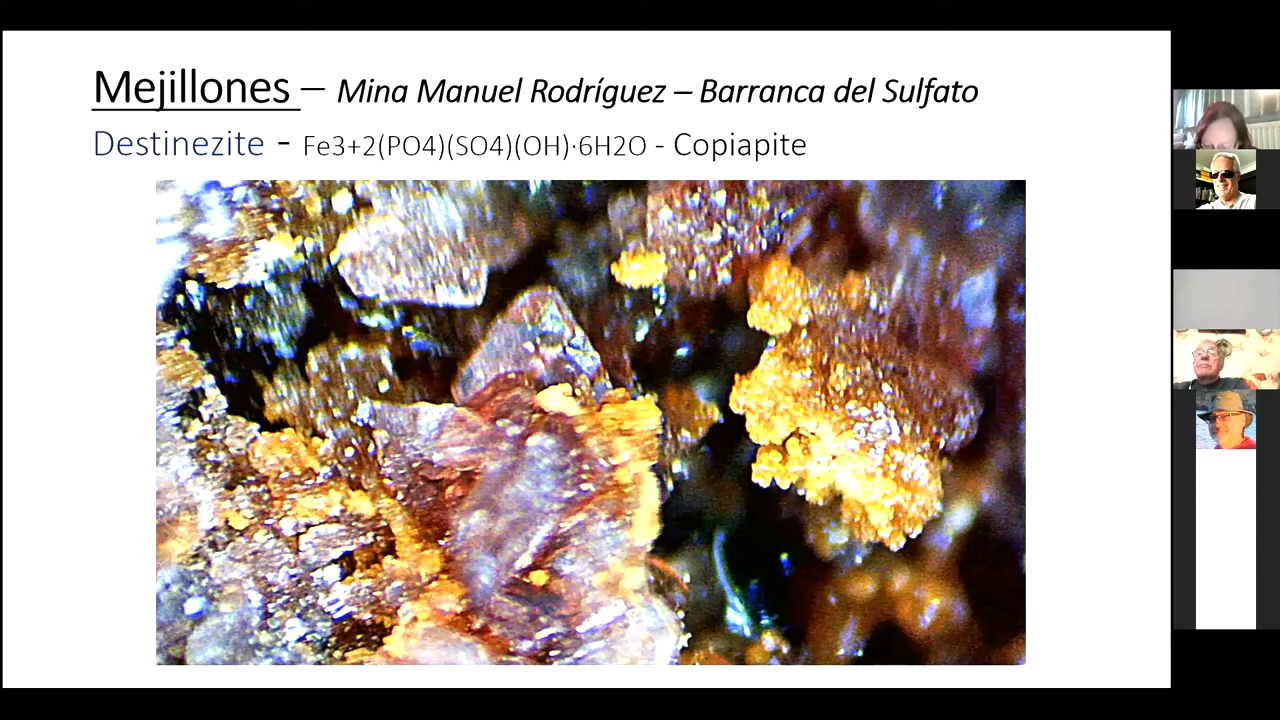 Mejillones – Mina Manuel Rodríguez – Barranca del Sulfato
Destinezite - Fe3+2(PO4)(SO4)(OH)·6H2O - Copiapite